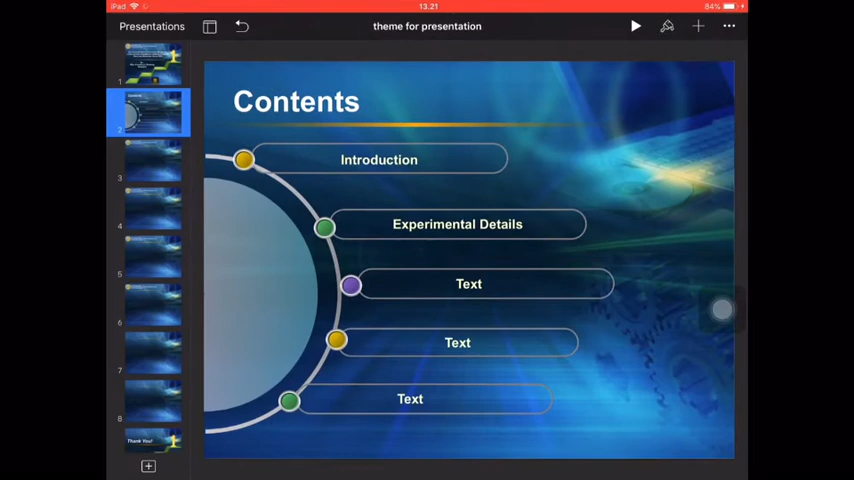 iPad
13.21
84%
Presentations
theme for presentation
Contents
Introduction
Experimental Details
Text
Text
Text
1
2
3
4
5
6
7
8
Contents
Thank You!